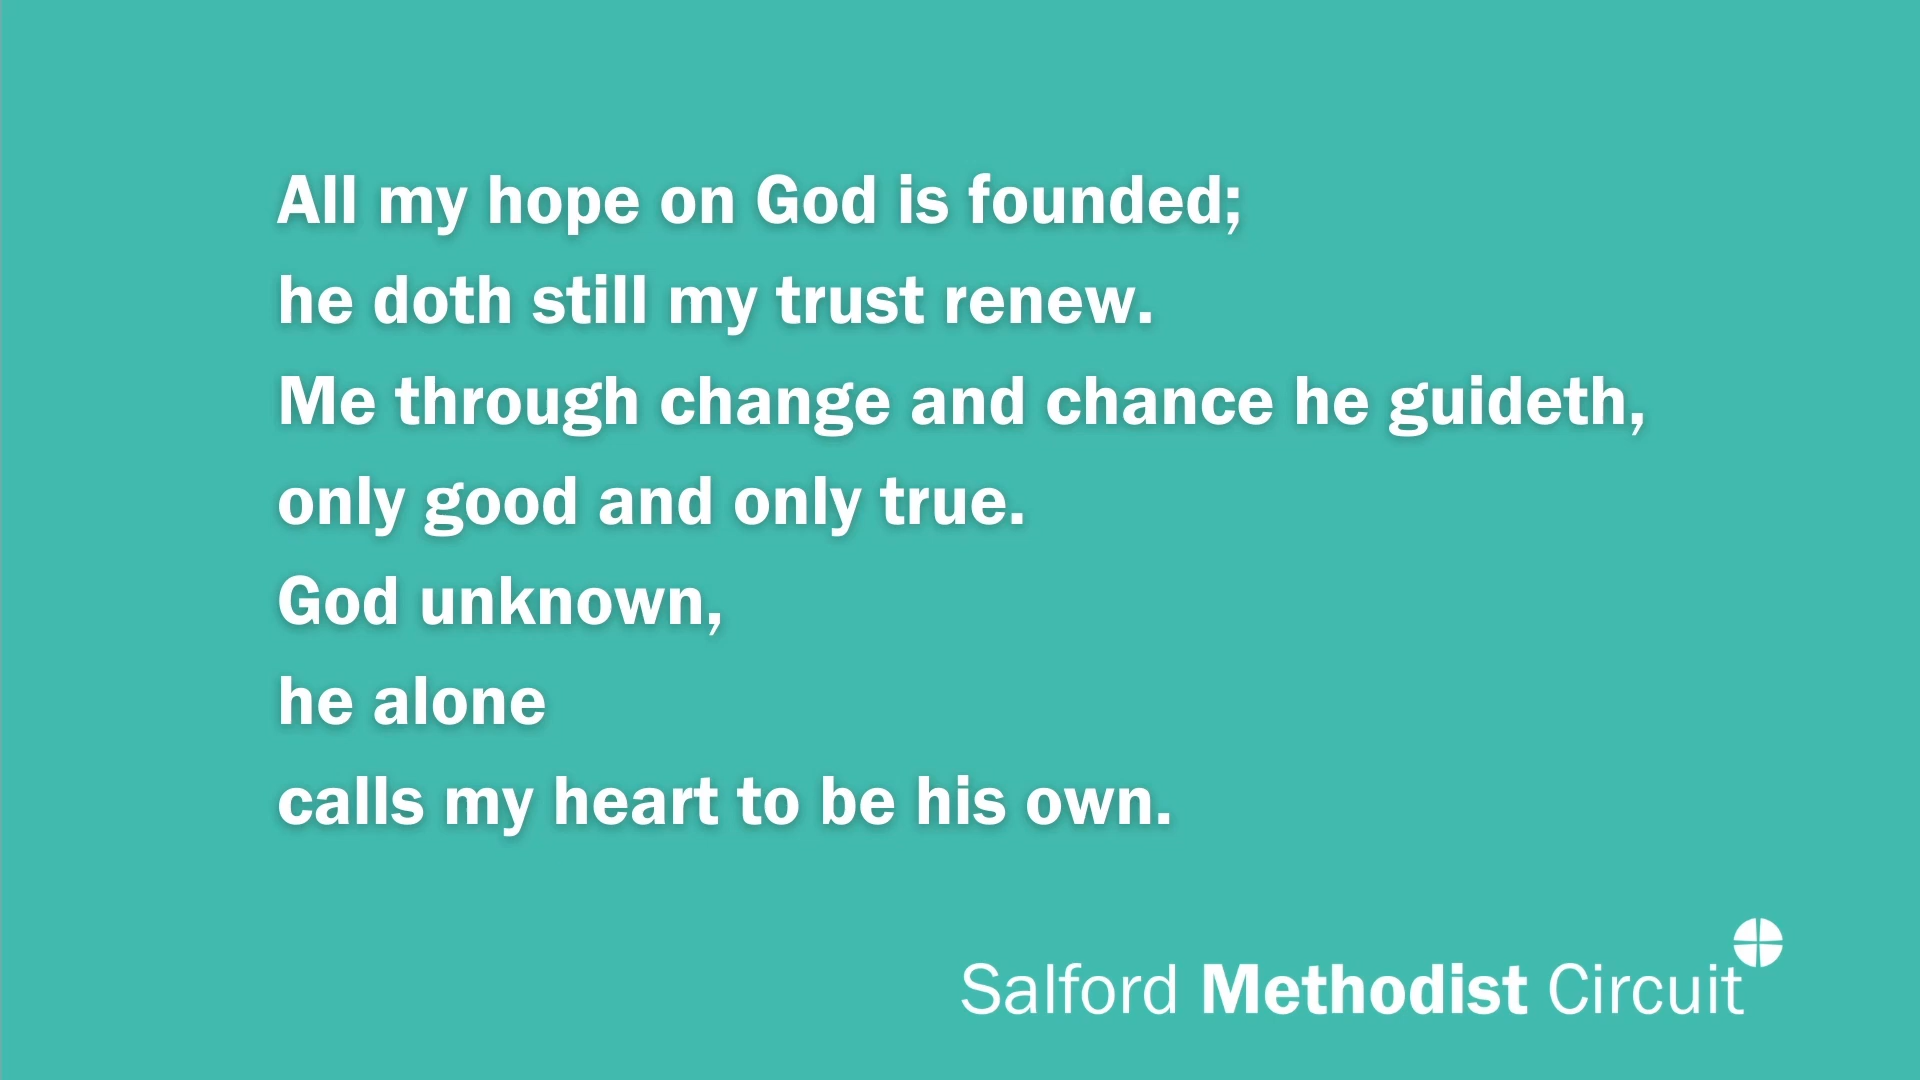 All my hope on God is founded;
he doth still my trust renew.
Me through change and chance he guideth,
only good and only true.
God unknown,
he alone
calls my heart to be his own.
Salford Methodist Circuit